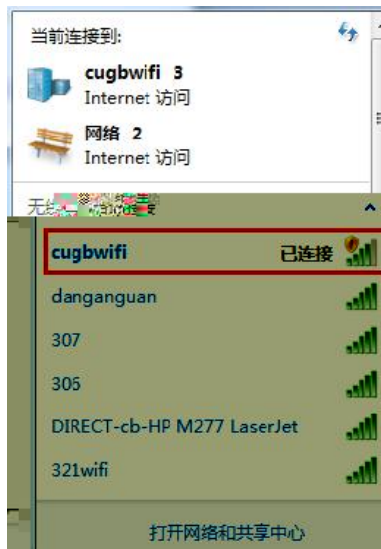 当前连接到:
cugbwifi 3
Internet 访问
网络 2
Internet 访问
cugbwifi 已连接
danganguan
307
306
DIRECT-cb-HP M277 LaserJet
321wifi
打开网络和共享中心